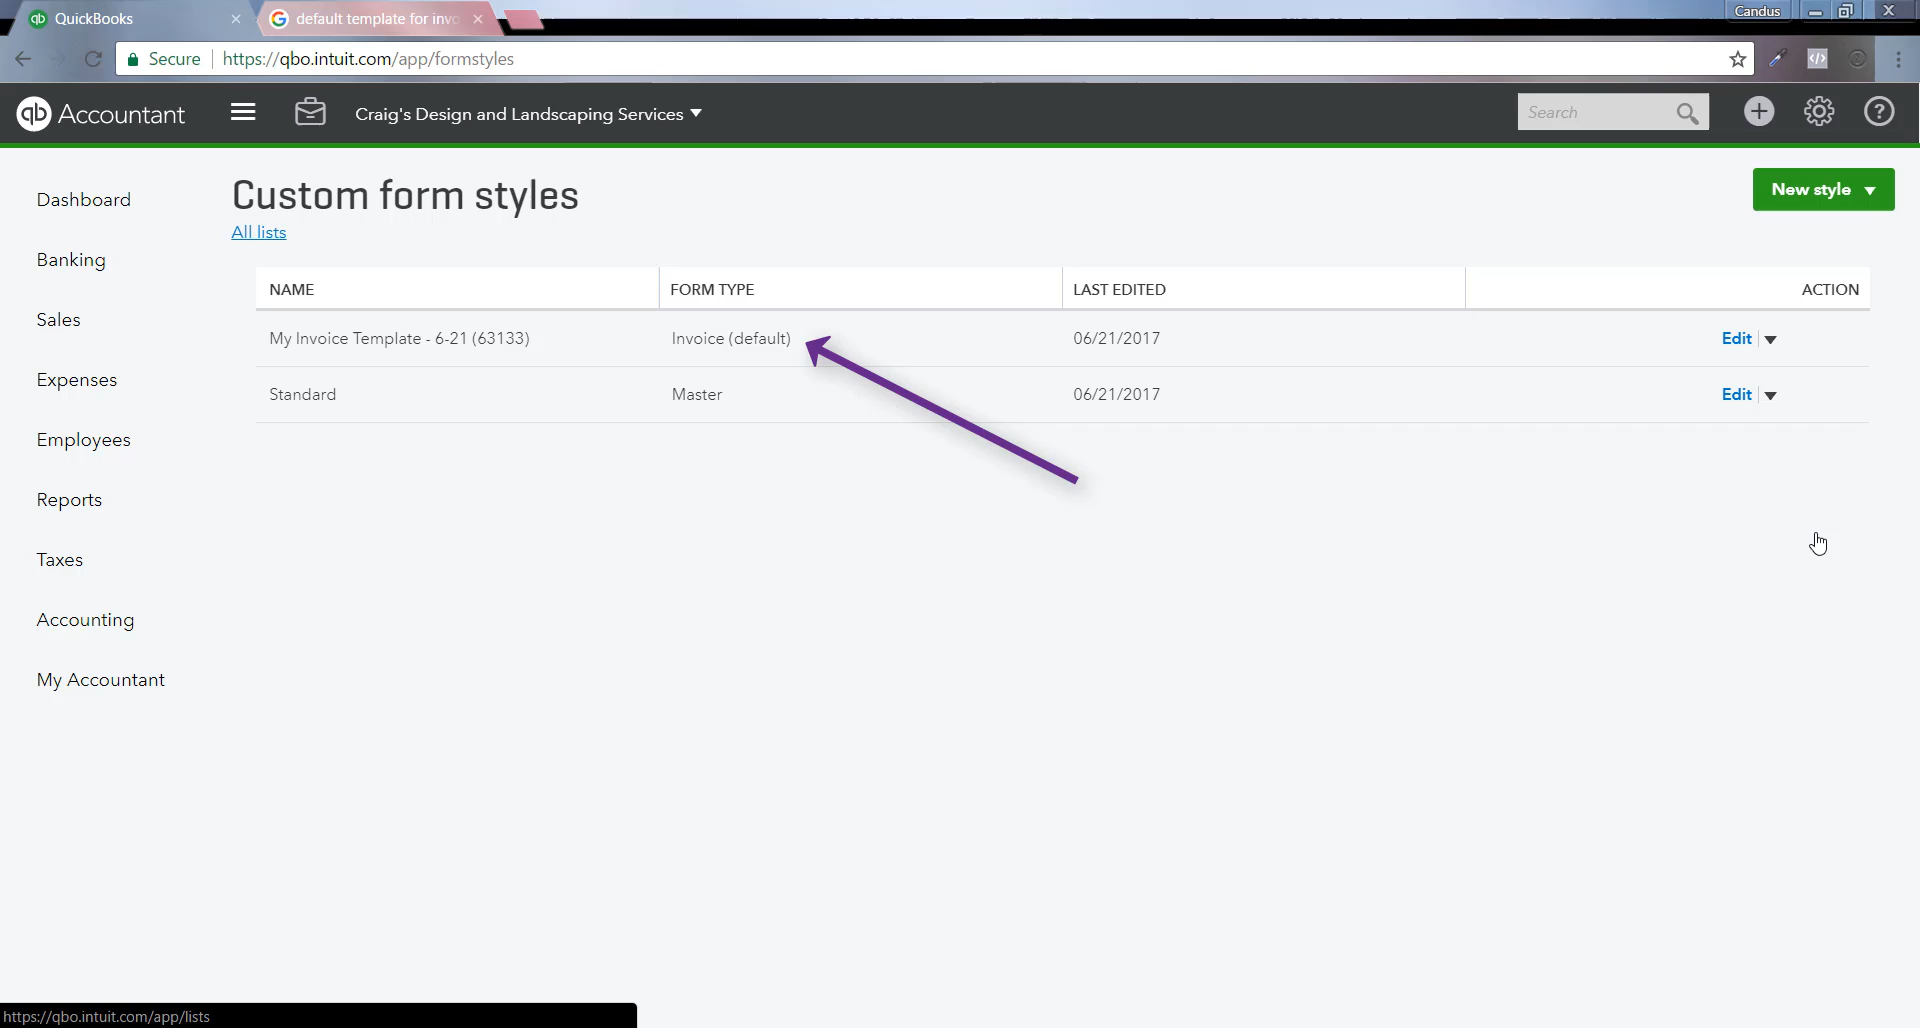 QuickBooks
default template for invo
Candus
Secure
https://qbo.intuit.com/app/formstyles
qb Accountant
Craig's Design and Landscaping Services
Search
Dashboard
Banking
Sales
Expenses
Employees
Reports
Taxes
Accounting
My Accountant
Custom form styles
New style
All lists
NAME FORM TYPE LAST EDITED ACTION
My Invoice Template - 6-21 (63133) Invoice (default) 06/21/2017 Edit
Standard Master 06/21/2017 Edit
https://qbo.intuit.com/app/lists